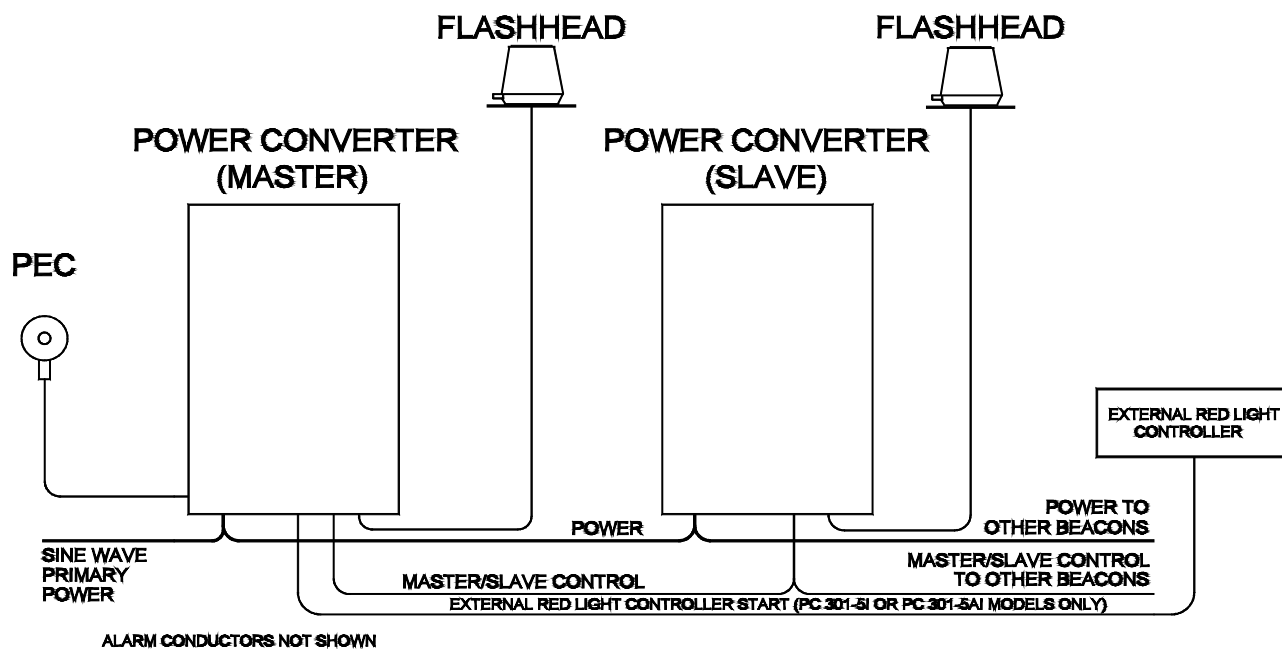 FLASHHEAD
FLASHHEAD
POWER CONVERTER
(MASTER)
POWER CONVERTER
(SLAVE)
PEC
EXTERNAL RED LIGHT
CONTROLLER
POWER TO
OTHER BEACONS
POWER
SINE WAVE
PRIMARY
POWER
MASTER/SLAVE CONTROL
MASTER/SLAVE CONTROL
TO OTHER BEACONS
EXTERNAL RED LIGHT CONTROLLER START (PC 301-5I OR PC 301-5AI MODELS ONLY)
ALARM CONDUCTORS NOT SHOWN